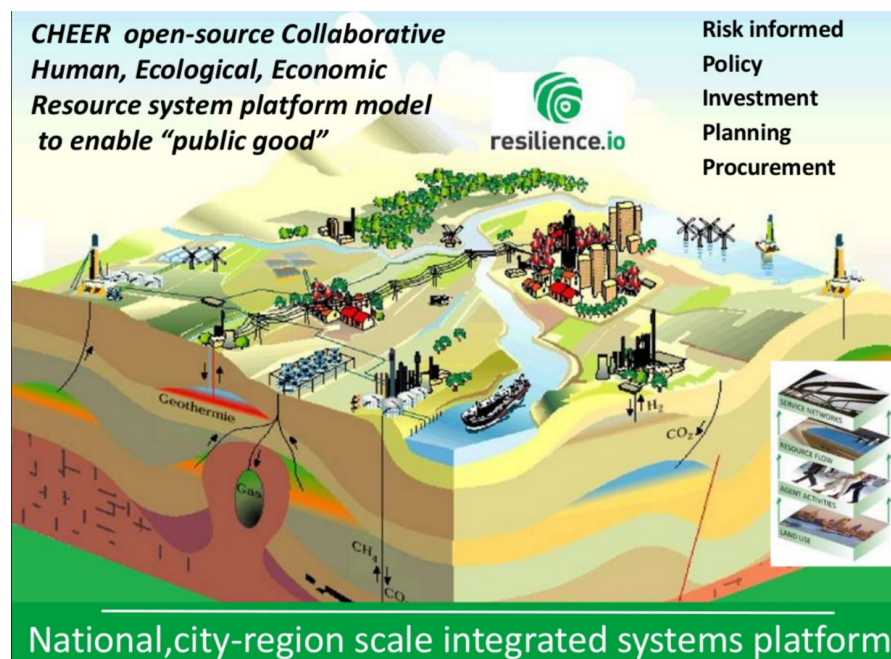 CHEER open-source Collaborative
Human, Ecological, Economic
Resource system platform model
to enable “public good”
resilience.io
Risk informed
Policy
Investment
Planning
Procurement
Geothermie
Gas
CH4
CO
H2
CO2
SERVICE NETWORKS
RESOURCE FLOW
AGENT ACTIVITIES
LAND USE
National,city-region scale integrated systems platform